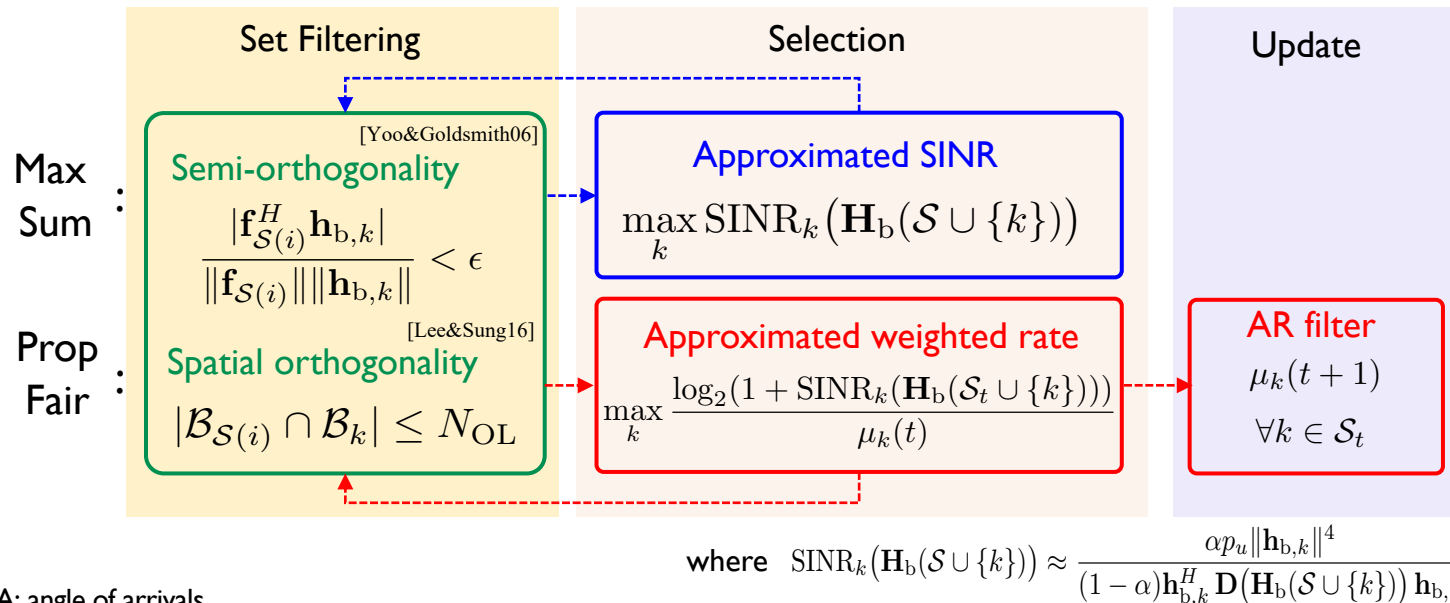 Set Filtering
Selection
Update
Max Sum :
[Yoo&Goldsmith06]
Semi-orthogonality
|f_{S(i)}^H h_{b,k}| / ‖f_{S(i)}‖‖h_{b,k}‖ < ϵ
Approximated SINR
max_k SINR_k(H_b(S ∪ {k}))
Prop Fair :
[Lee&Sung16]
Spatial orthogonality
|B_{S(i)} ∩ B_k| ≤ N_OL
Approximated weighted rate
max_k log_2(1 + SINR_k(H_b(S_t ∪ {k}))) / μ_k(t)
AR filter
μ_k(t + 1)
∀k ∈ S_t
where SINR_k(H_b(S ∪ {k})) ≈ αp_u‖h_{b,k}‖^4 / (1 − α)h_{b,k}^H D(H_b(S ∪ {k})) h_{b,
A: angle of arrivals